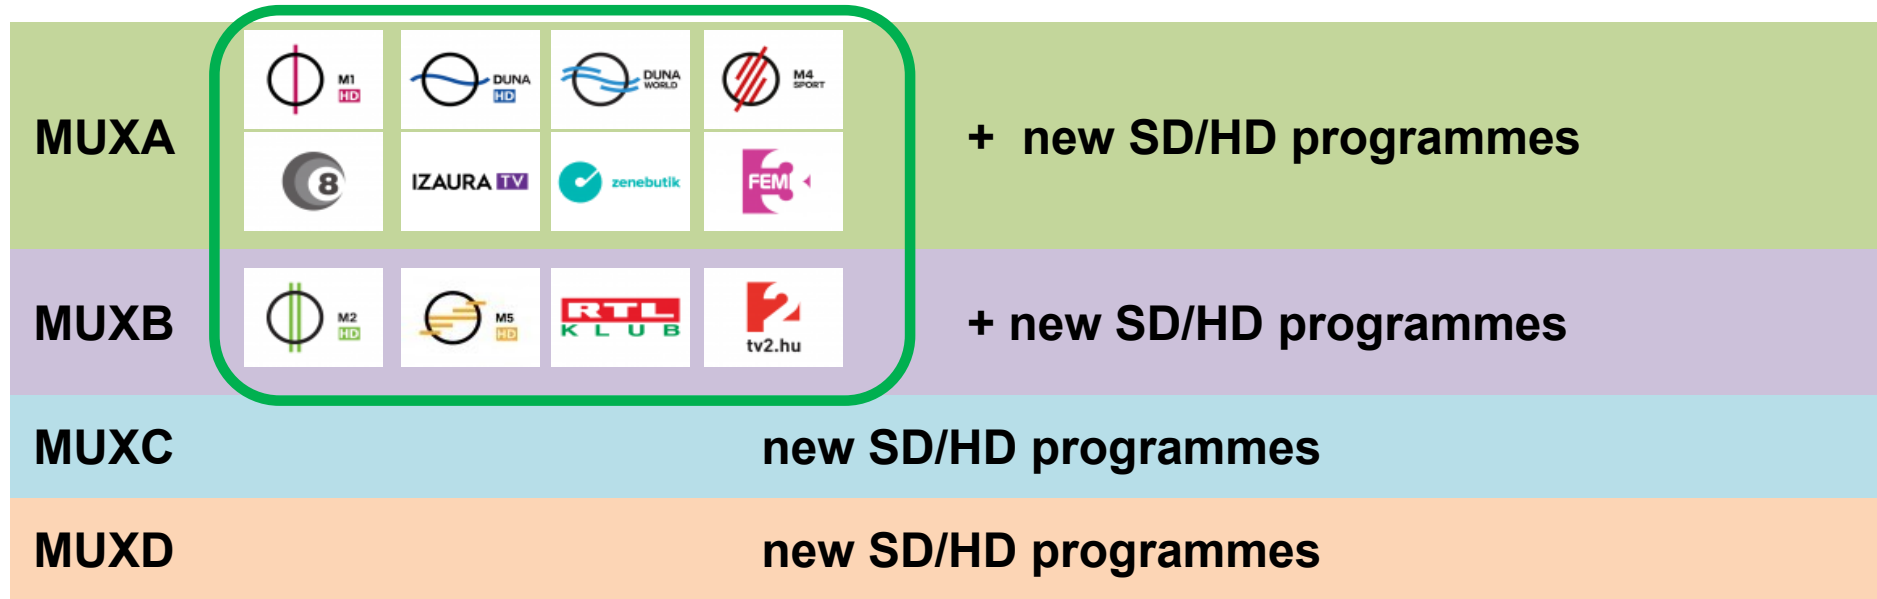 MUXA
M1
HD
DUNA
HD
DUNA
WORLD
M4
SPORT
8
IZAURA TV
zenebutik
FEM3
+ new SD/HD programmes
MUXB
M2
HD
M5
HD
RTL
KLUB
2
tv2.hu
+ new SD/HD programmes
MUXC
new SD/HD programmes
MUXD
new SD/HD programmes